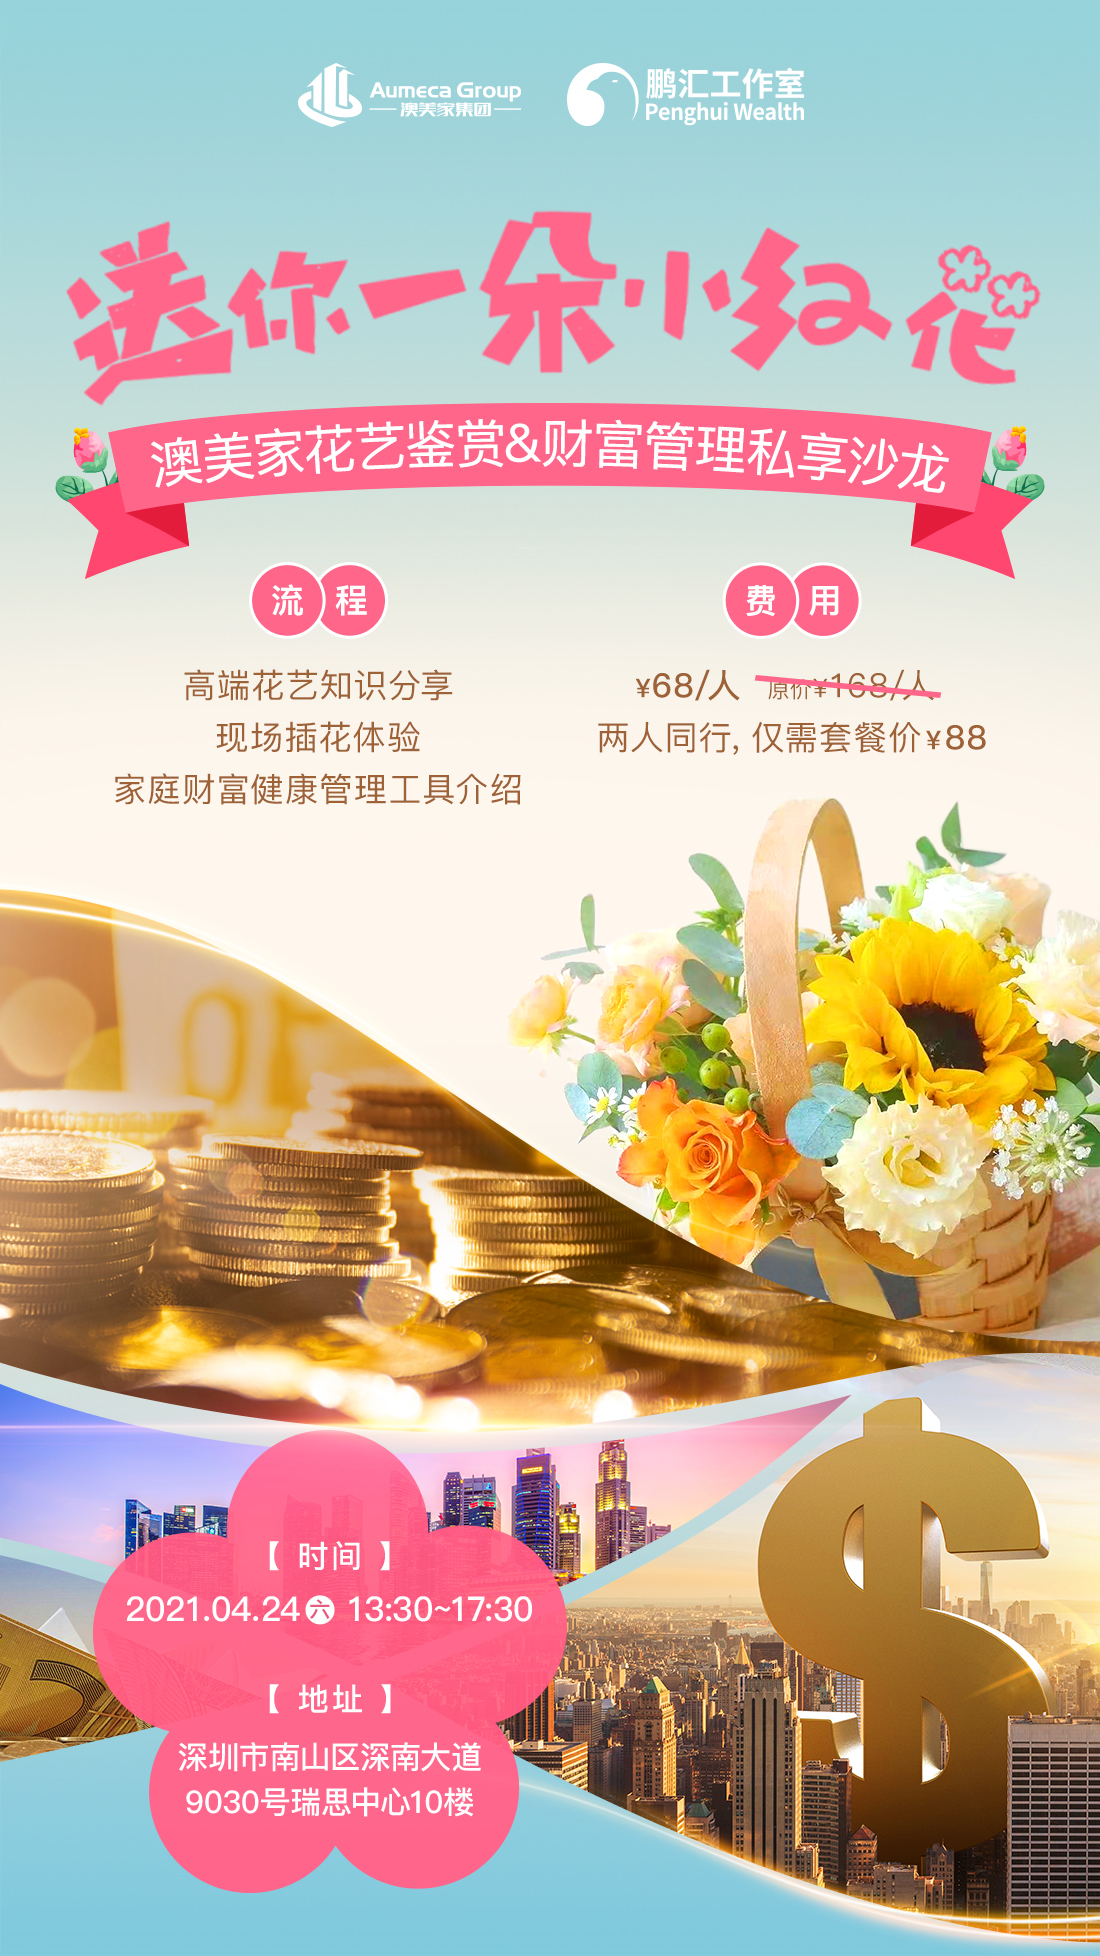 Aumeca Group
澳美家集团
鹏汇工作室
Penghui Wealth
送你一朵小红花
澳美家花艺鉴赏&财富管理私享沙龙
流程
高端花艺知识分享
现场插花体验
家庭财富健康管理工具介绍
费用
¥68/人 原价¥168/人
两人同行, 仅需套餐价¥88
【 时间 】
2021.04.24 六 13:30~17:30
【 地址 】
深圳市南山区深南大道
9030号瑞思中心10楼